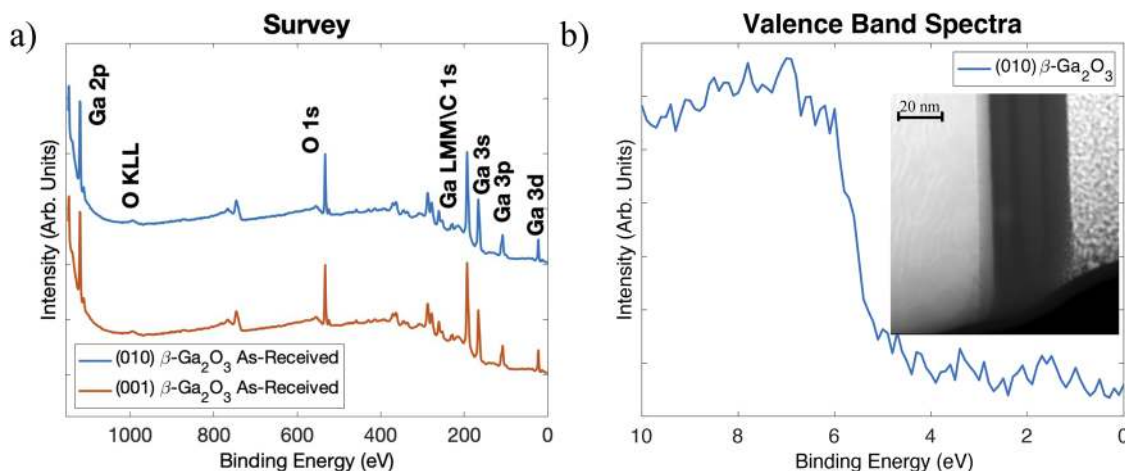 a)
Survey
Ga 2p
O KLL
O 1s
Ga LMM\C 1s
Ga 3s
Ga 3p
Ga 3d
Intensity (Arb. Units)
(010) β-Ga₂O₃ As-Received
(001) β-Ga₂O₃ As-Received
1000 800 600 400 200 0
Binding Energy (eV)
b)
Valence Band Spectra
(010) β-Ga₂O₃
20 nm
Intensity (Arb. Units)
10 8 6 4 2 0
Binding Energy (eV)